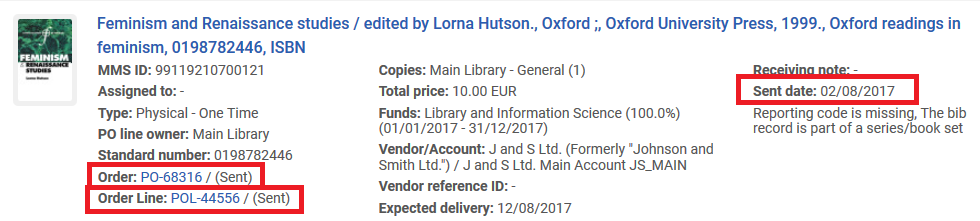 Feminism and Renaissance studies / edited by Lorna Hutson., Oxford ;, Oxford University Press, 1999., Oxford readings in
feminism, 0198782446, ISBN
FEMINISM
& RENAISSANCE
STUDIES
MMS ID: 99119210700121
Assigned to: -
Type: Physical - One Time
PO line owner: Main Library
Standard number: 0198782446
Order: PO-68316 / (Sent)
Order Line: POL-44556 / (Sent)
Copies: Main Library - General (1)
Total price: 10.00 EUR
Funds: Library and Information Science (100.0%)
(01/01/2017 - 31/12/2017)
Vendor/Account: J and S Ltd. (Formerly "Johnson and
Smith Ltd.") / J and S Ltd. Main Account JS_MAIN
Vendor reference ID: -
Expected delivery: 12/08/2017
Receiving note: -
Sent date: 02/08/2017
Reporting code is missing, The bib
record is part of a series/book set